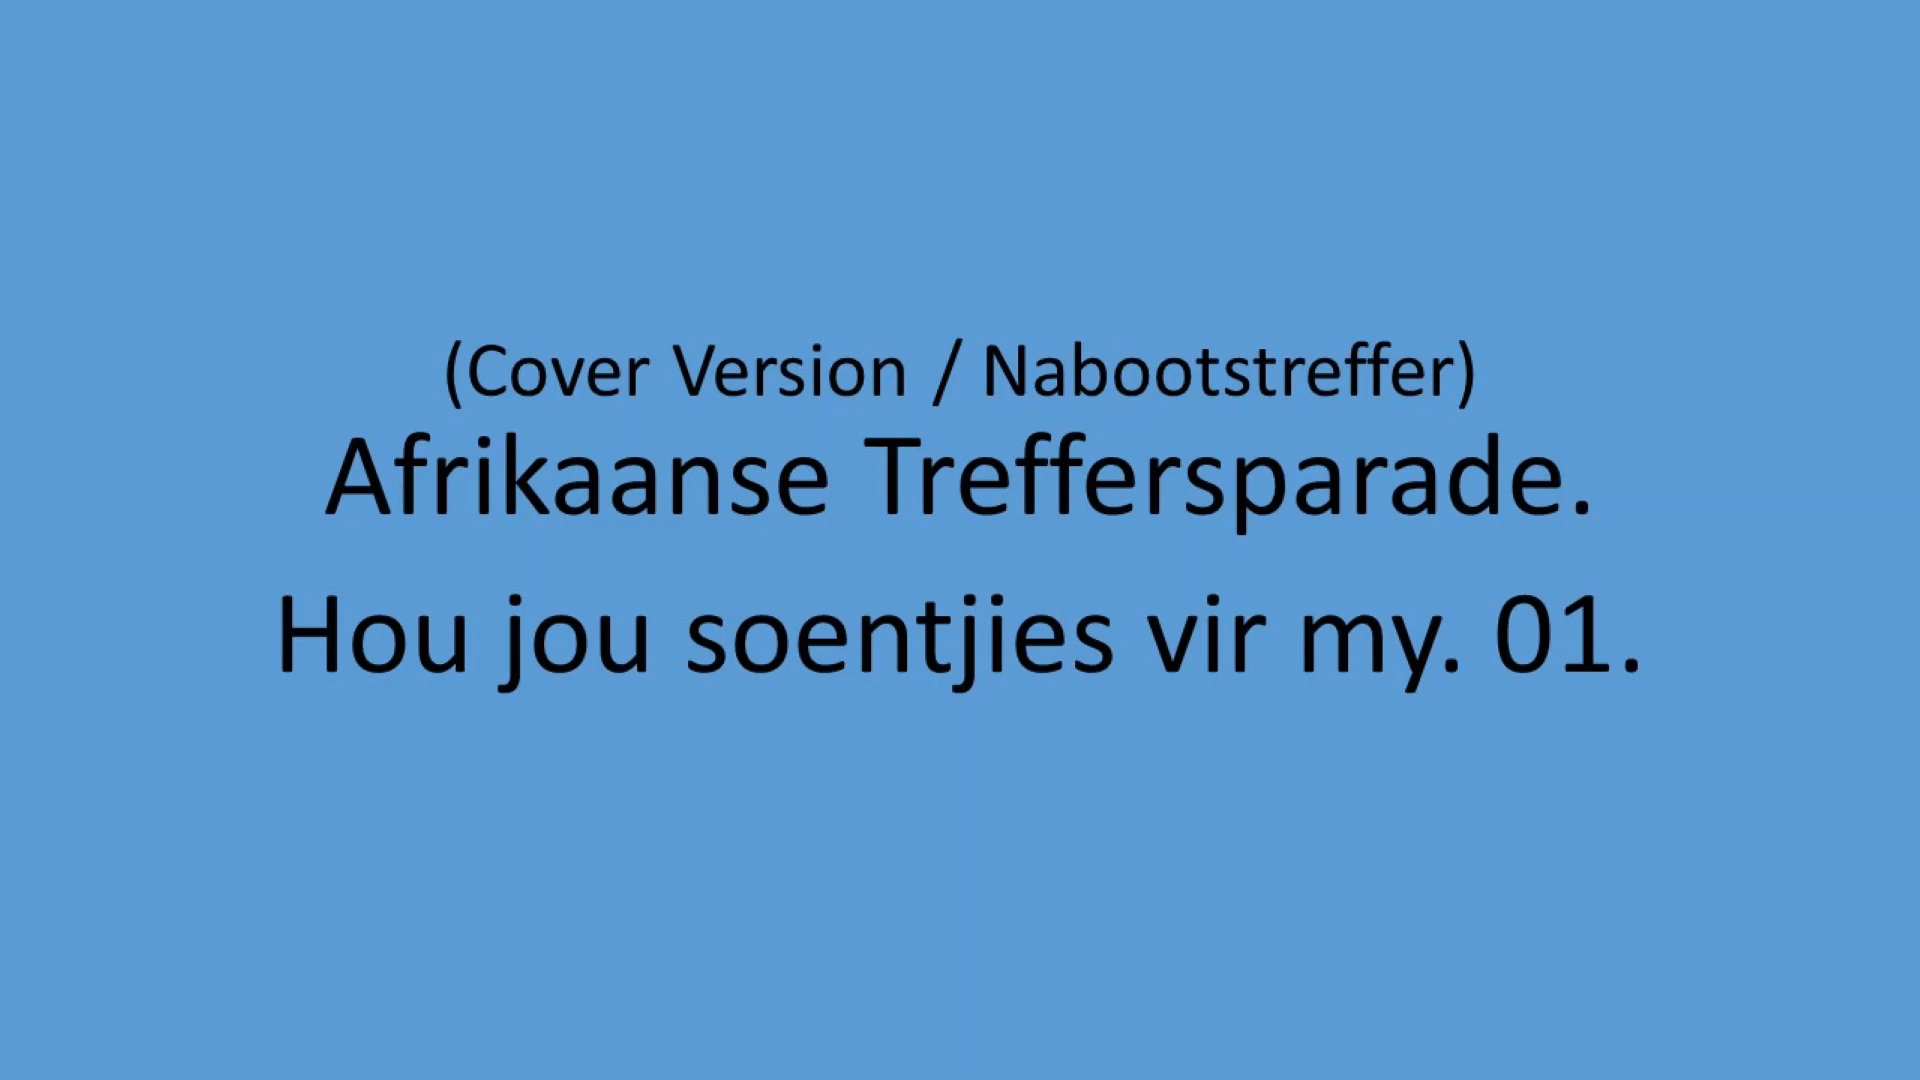 (Cover Version / Nabootstreffer)
Afrikaanse Treffersparade.
Hou jou soentjies vir my. 01.